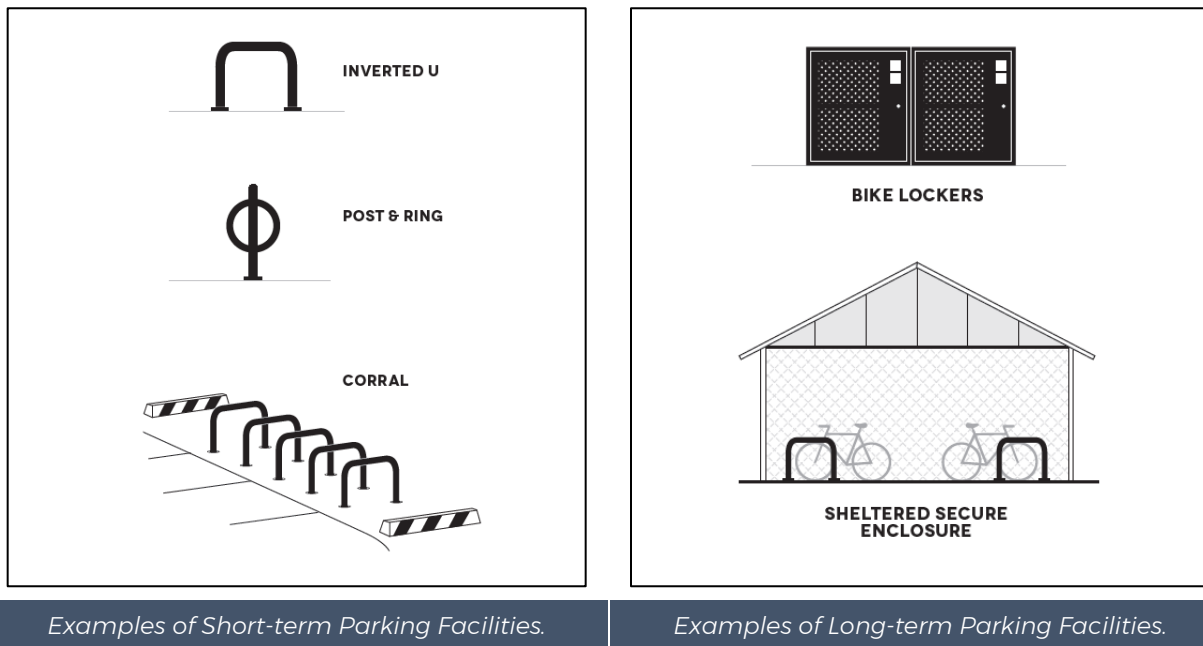 INVERTED U
POST & RING
CORRAL
Examples of Short-term Parking Facilities.
BIKE LOCKERS
SHELTERED SECURE
ENCLOSURE
Examples of Long-term Parking Facilities.